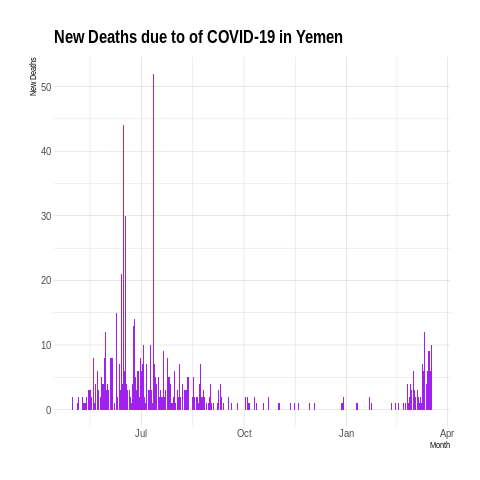 New Deaths due to of COVID-19 in Yemen
New Deaths
50
40
30
20
10
0
Jul
Oct
Jan
Apr
Month